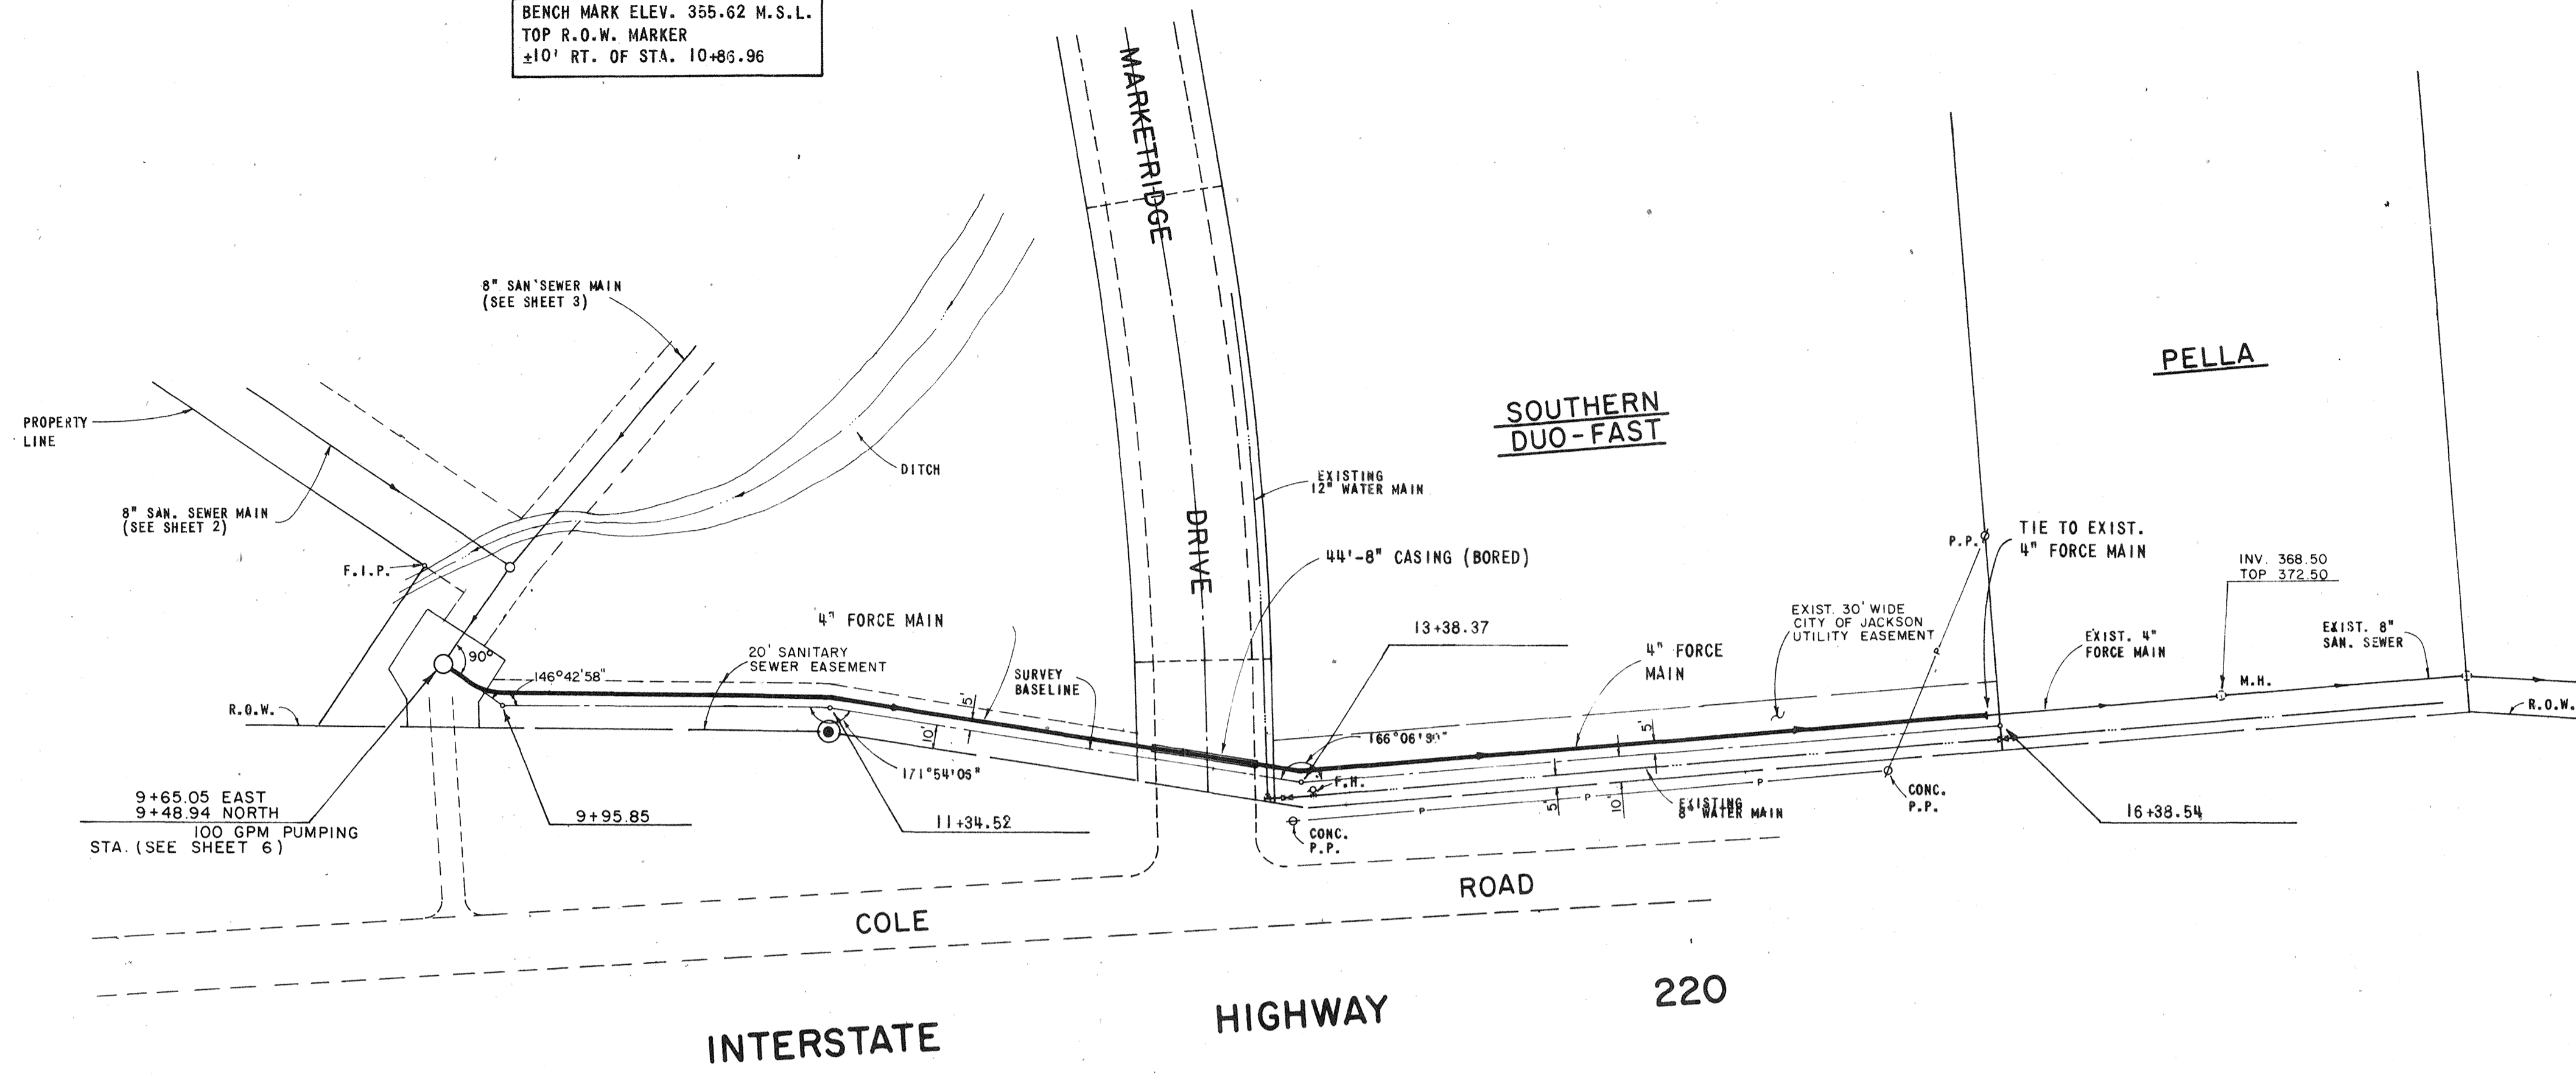 BENCH MARK ELEV. 355.62 M.S.L.
TOP R.O.W. MARKER
±10' RT. OF STA. 10+86.96
MARKETRIDGE
DRIVE
8" SAN SEWER MAIN
(SEE SHEET 3)
PROPERTY
LINE
8" SAN. SEWER MAIN
(SEE SHEET 2)
DITCH
F.I.P.
EXISTING
12" WATER MAIN
SOUTHERN
DUO-FAST
PELLA
44'-8" CASING (BORED)
P.P.
TIE TO EXIST.
4" FORCE MAIN
INV. 368.50
TOP 372.50
4" FORCE MAIN
90°
146°42'58"
20' SANITARY
SEWER EASEMENT
SURVEY
BASELINE
5'
10'
13+38.37
4" FORCE
MAIN
EXIST. 30' WIDE
CITY OF JACKSON
UTILITY EASEMENT
P
EXIST. 4"
FORCE MAIN
EXIST. 8"
SAN. SEWER
M.H.
R.O.W.
R.O.W.
166°06'30"
5'
171°54'06"
F.H.
9+65.05 EAST
9+48.94 NORTH
100 GPM PUMPING
STA. (SEE SHEET 6)
9+95.85
11+34.52
CONC.
P.P.
P
P
P
5'
10'
EXISTING
8" WATER MAIN
CONC.
P.P.
16+38.54
COLE
ROAD
INTERSTATE
HIGHWAY
220